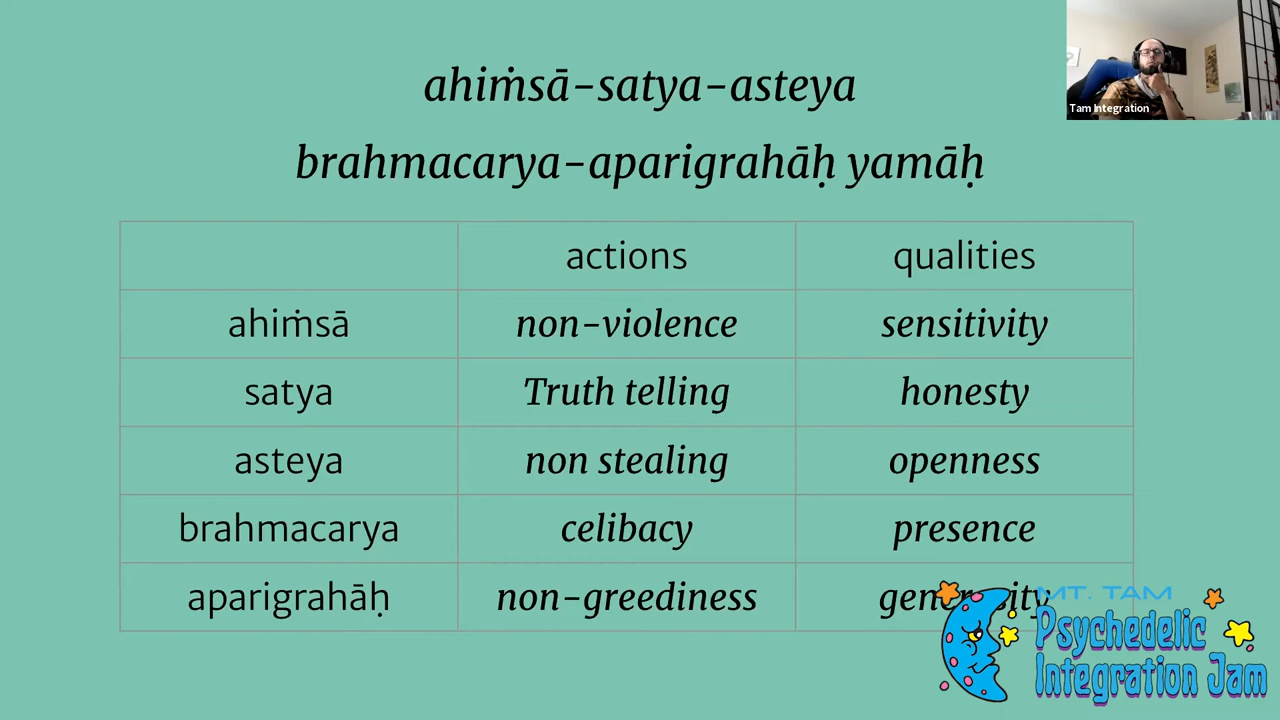 ahiṁsā-satya-asteya
brahmacarya-aparigrahāḥ yamāḥ
actions qualities
ahiṁsā non-violence sensitivity
satya Truth telling honesty
asteya non stealing openness
brahmacarya celibacy presence
aparigrahāḥ non-greediness generosity
Tam Integration
MT. TAM
Psychedelic
Integration Jam